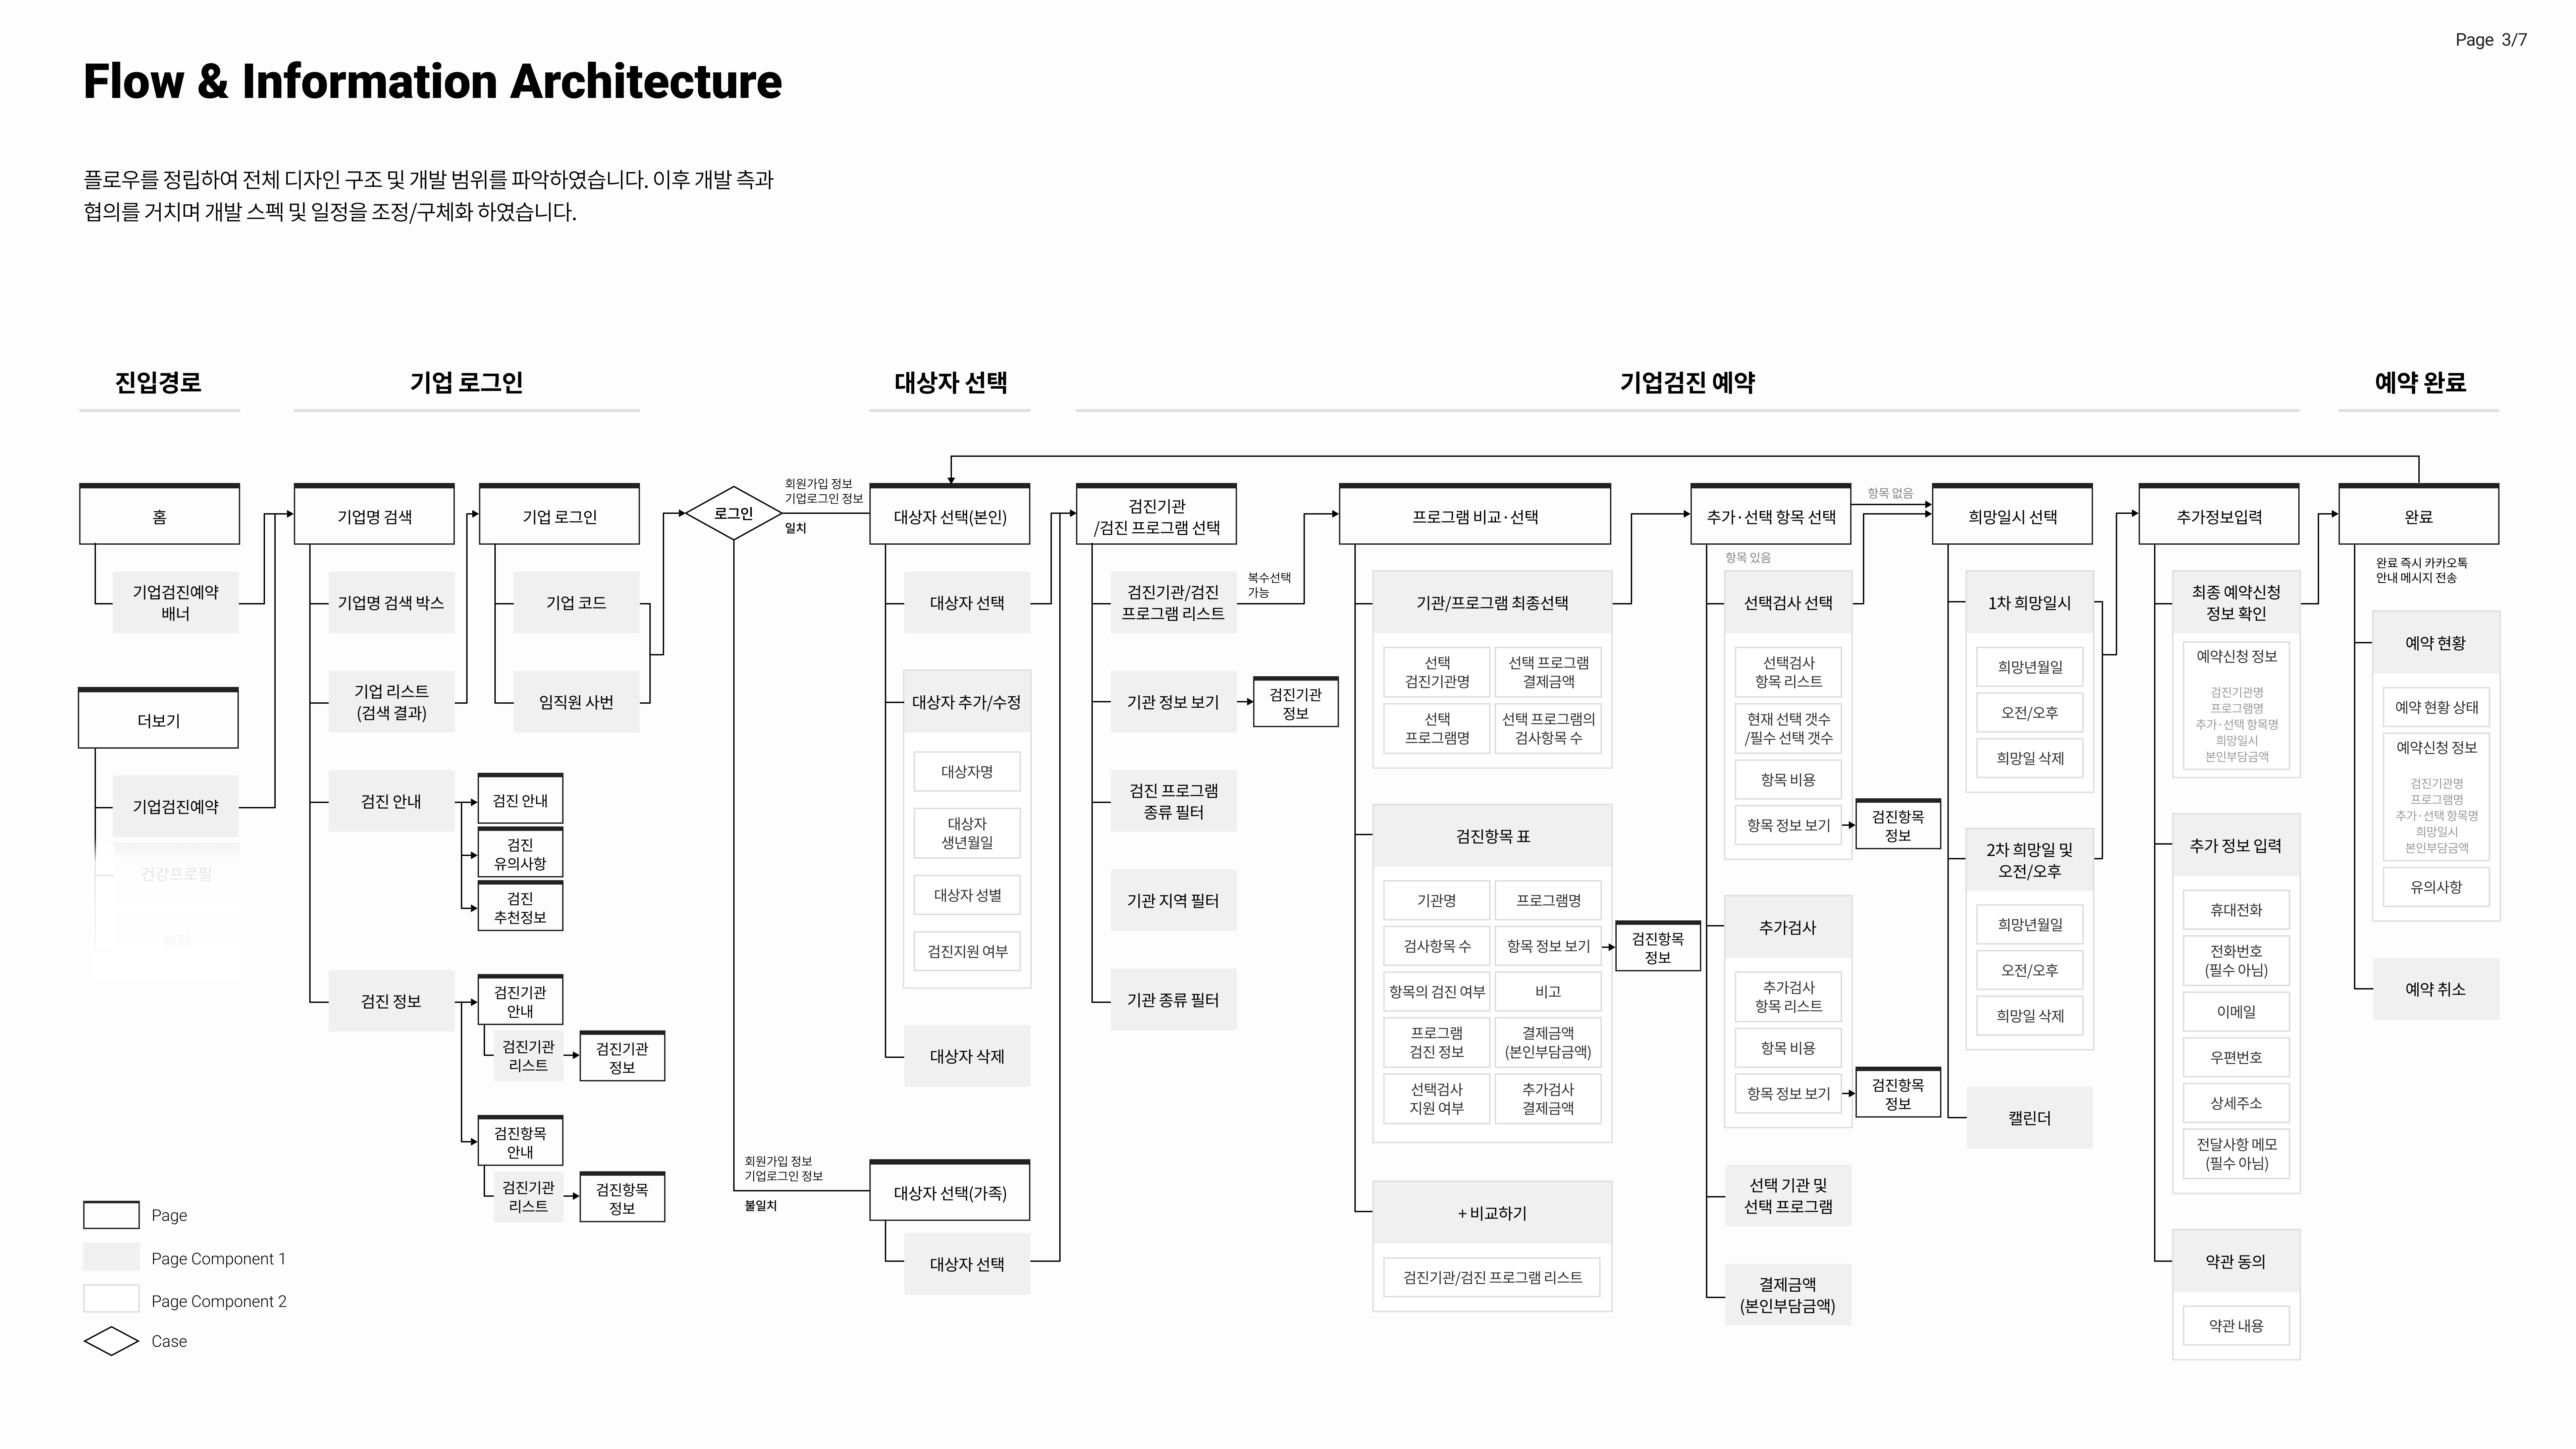 Page 3/7
Flow & Information Architecture
플로우를 정립하여 전체 디자인 구조 및 개발 범위를 파악하였습니다. 이후 개발 측과
협의를 거치며 개발 스펙 및 일정을 조정/구체화 하였습니다.
진입경로
기업 로그인
대상자 선택
기업검진 예약
예약 완료
홈
기업검진예약
배너
더보기
기업검진예약
건강프로필
설정
기업명 검색
기업명 검색 박스
기업 리스트
(검색 결과)
검진 안내
검진 안내
검진
유의사항
검진
추천정보
검진 정보
검진기관
안내
검진기관
리스트
검진기관
정보
검진항목
안내
검진기관
리스트
검진항목
정보
기업 로그인
기업 코드
임직원 사번
로그인
회원가입 정보
기업로그인 정보
일치
회원가입 정보
기업로그인 정보
불일치
대상자 선택(본인)
대상자 선택
대상자 추가/수정
대상자명
대상자
생년월일
대상자 성별
검진지원 여부
대상자 삭제
대상자 선택(가족)
대상자 선택
검진기관
/검진 프로그램 선택
검진기관/검진
프로그램 리스트
복수선택
가능
기관 정보 보기
검진기관
정보
검진 프로그램
종류 필터
기관 지역 필터
기관 종류 필터
프로그램 비교·선택
기관/프로그램 최종선택
선택
검진기관명
선택 프로그램
결제금액
선택
프로그램명
선택 프로그램의
검사항목 수
검진항목 표
기관명
프로그램명
검사항목 수
항목 정보 보기
검진항목
정보
항목의 검진 여부
비고
프로그램
검진 정보
결제금액
(본인부담금액)
선택검사
지원 여부
추가검사
결제금액
+ 비교하기
검진기관/검진 프로그램 리스트
추가·선택 항목 선택
항목 없음
항목 있음
선택검사 선택
선택검사
항목 리스트
현재 선택 갯수
/필수 선택 갯수
항목 비용
항목 정보 보기
검진항목
정보
추가검사
추가검사
항목 리스트
항목 비용
항목 정보 보기
검진항목
정보
선택 기관 및
선택 프로그램
결제금액
(본인부담금액)
희망일시 선택
1차 희망일시
희망년월일
오전/오후
희망일 삭제
2차 희망일 및
오전/오후
희망년월일
오전/오후
희망일 삭제
캘린더
추가정보입력
최종 예약신청
정보 확인
예약신청 정보
검진기관명
프로그램명
추가·선택 항목명
희망일시
본인부담금액
추가 정보 입력
휴대전화
전화번호
(필수 아님)
이메일
우편번호
상세주소
전달사항 메모
(필수 아님)
약관 동의
약관 내용
완료
완료 즉시 카카오톡
안내 메시지 전송
예약 현황
예약 현황 상태
예약신청 정보
검진기관명
프로그램명
추가·선택 항목명
희망일시
본인부담금액
유의사항
예약 취소
Page
Page Component 1
Page Component 2
Case